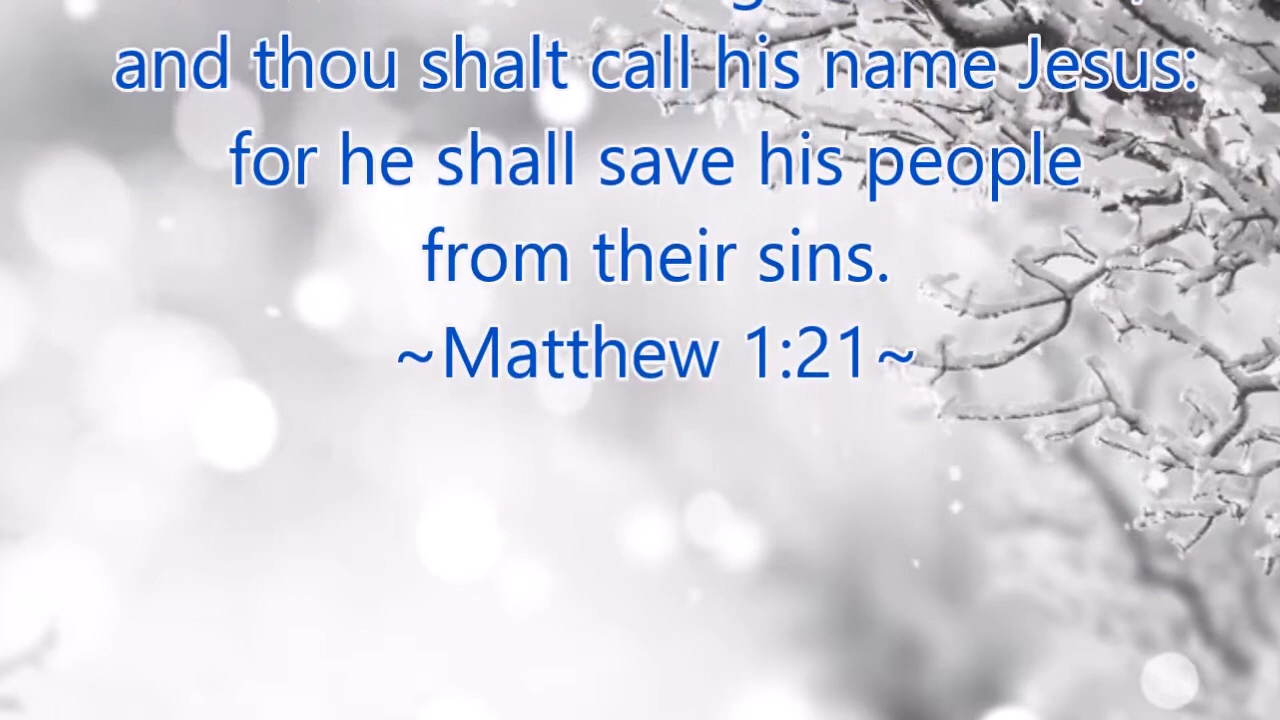 and thou shalt call his name Jesus:
for he shall save his people
from their sins.
~Matthew 1:21~